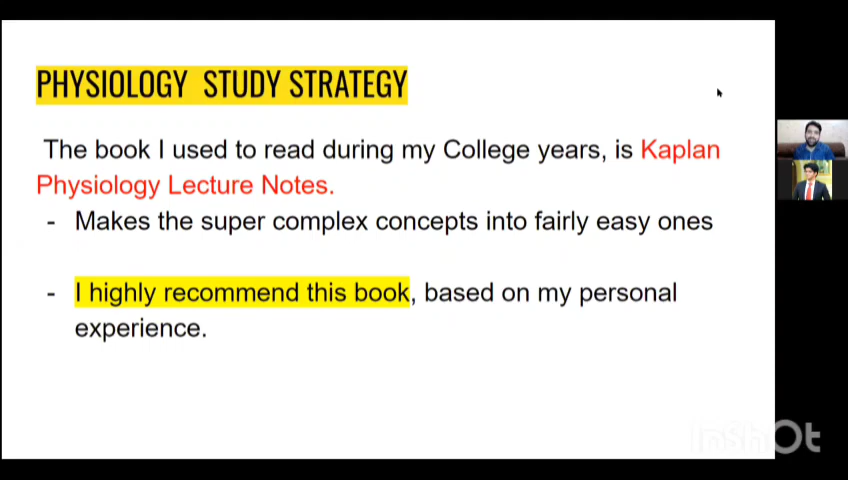 PHYSIOLOGY STUDY STRATEGY
The book I used to read during my College years, is Kaplan
Physiology Lecture Notes.
- Makes the super complex concepts into fairly easy ones
- I highly recommend this book, based on my personal
experience.
InshOt